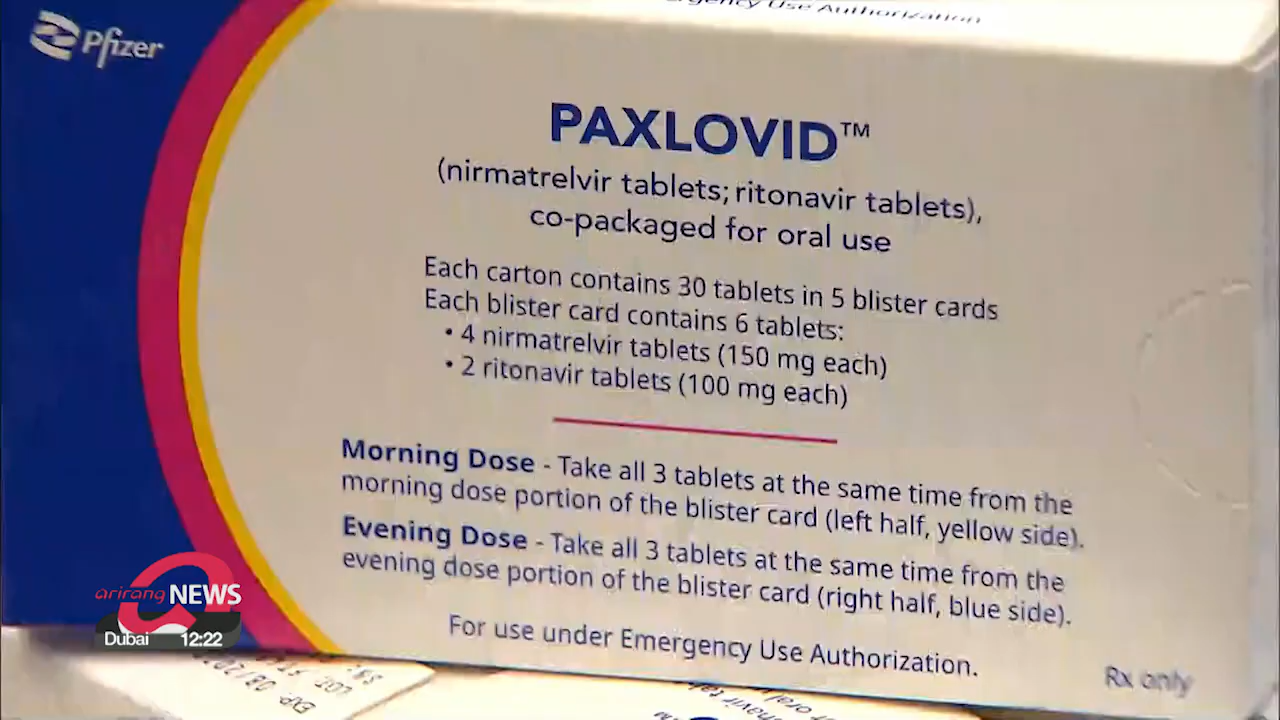 Emergency Use Authorization
Pfizer
PAXLOVID™
(nirmatrelvir tablets; ritonavir tablets),
co-packaged for oral use
Each carton contains 30 tablets in 5 blister cards
Each blister card contains 6 tablets:
• 4 nirmatrelvir tablets (150 mg each)
• 2 ritonavir tablets (100 mg each)
Morning Dose - Take all 3 tablets at the same time from the
morning dose portion of the blister card (left half, yellow side).
Evening Dose - Take all 3 tablets at the same time from the
evening dose portion of the blister card (right half, blue side).
For use under Emergency Use Authorization.
Rx only
arirang NEWS
Dubai 12:22